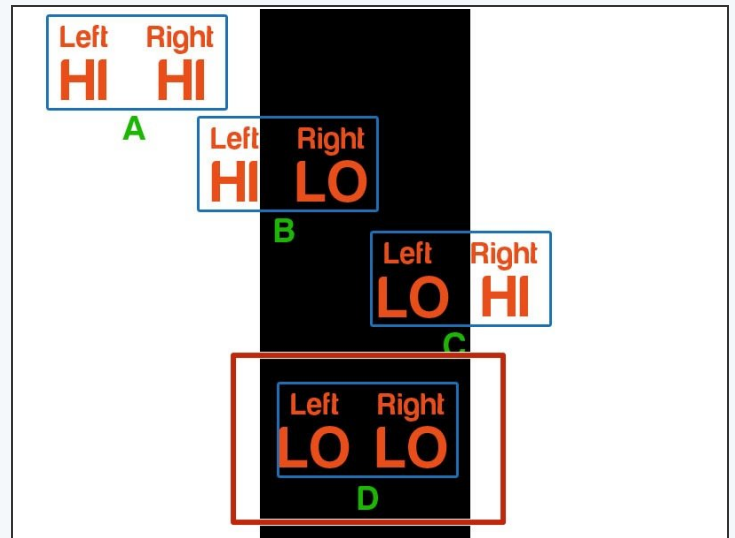 Left Right
HI HI
A
Left Right
HI LO
B
Left Right
LO HI
C
Left Right
LO LO
D